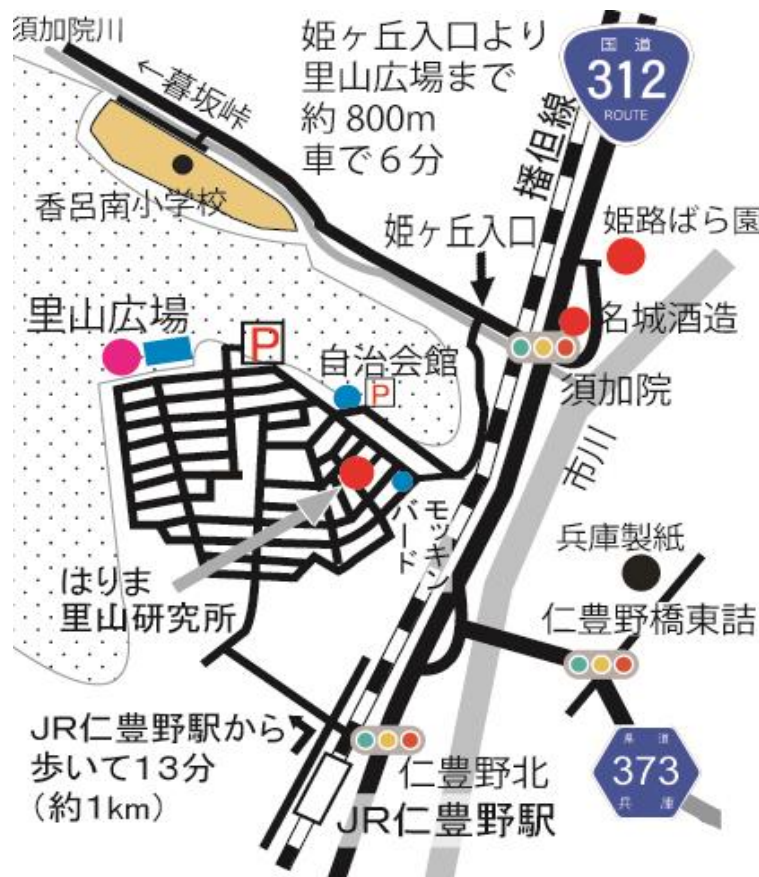 須加院川
←暮坂峠
姫ヶ丘入口より
里山広場まで
約 800m
車で6分
国道
312
ROUTE
播但線
香呂南小学校
姫ヶ丘入口
姫路ばら園
里山広場
P
自治会館
P
名城酒造
須加院
市川
モッキン
バード
兵庫製紙
はりま
里山研究所
仁豊野橋東詰
JR仁豊野駅から
歩いて13分
(約1km)
仁豊野北
JR仁豊野駅
県道
373
兵庫